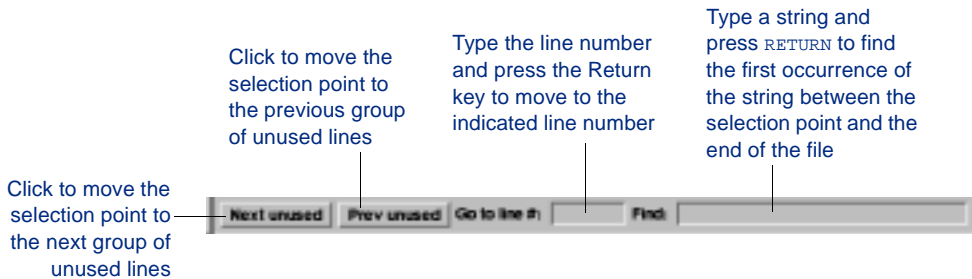 Type a string and
press RETURN to find
the first occurrence of
the string between the
selection point and the
end of the file
Type the line number
and press the Return
key to move to the
indicated line number
Click to move the
selection point to
the previous group
of unused lines
Click to move the
selection point to
the next group of
unused lines
Next unused Prev unused Go to line #: Find: